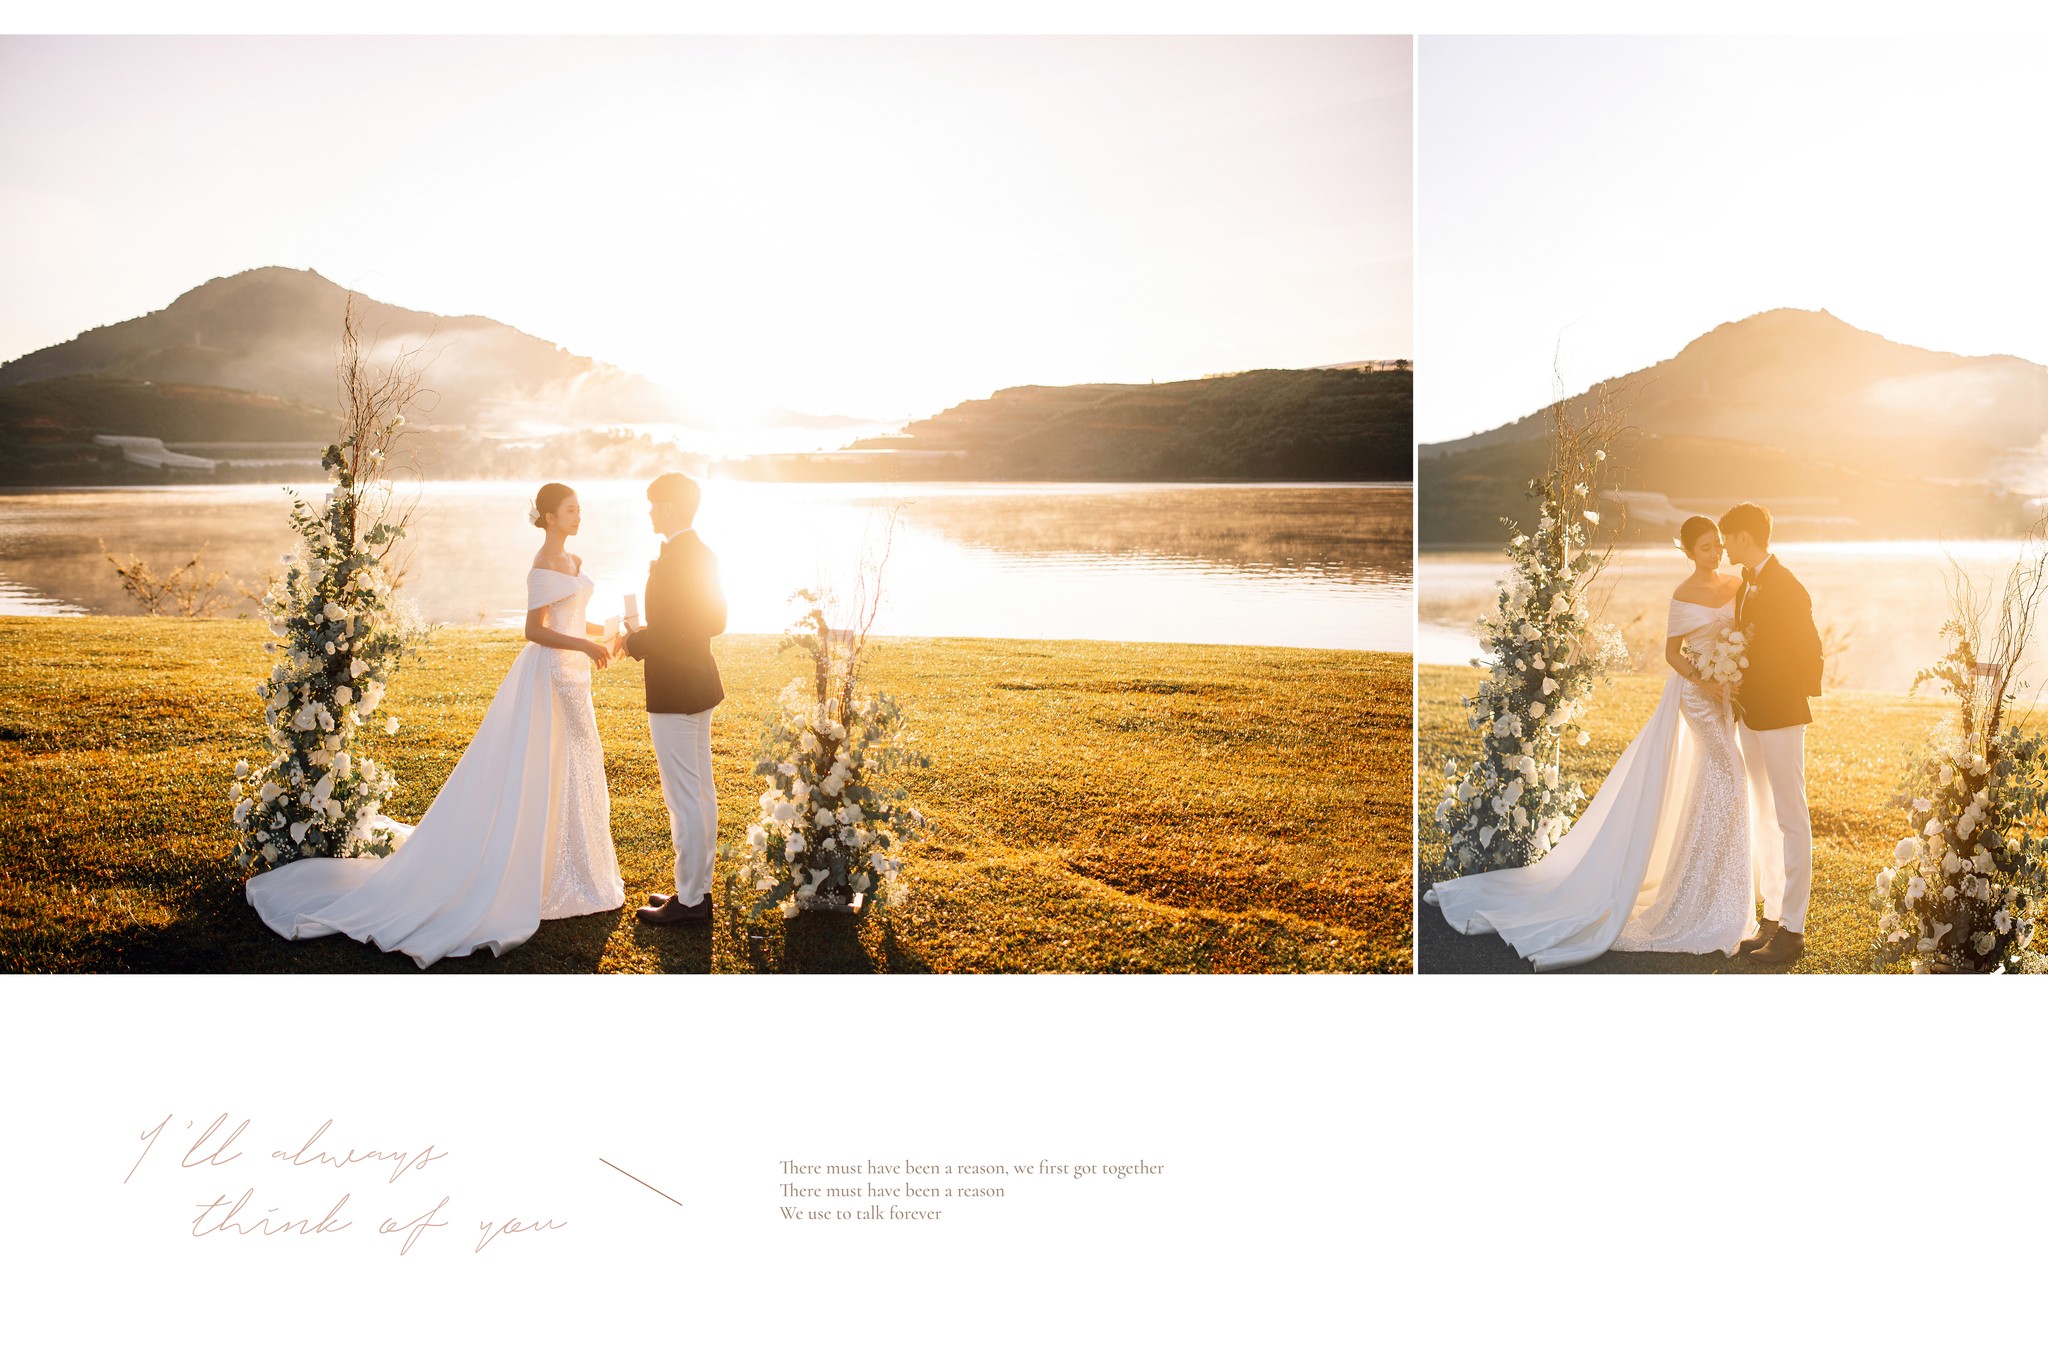 I'll always
think of you
There must have been a reason, we first got together
There must have been a reason
We use to talk forever